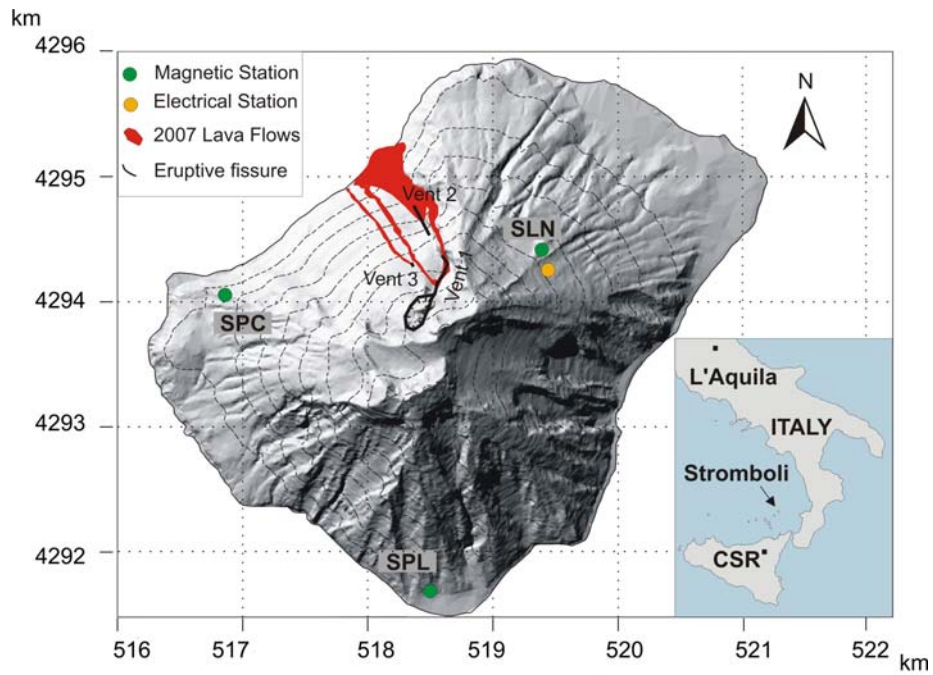 km
4296
4295
4294
4293
4292
Magnetic Station
Electrical Station
2007 Lava Flows
Eruptive fissure
N
Vent 2
SLN
Vent 3
Vent 1
SPC
SPL
L'Aquila
ITALY
Stromboli
CSR
516 517 518 519 520 521 522
km